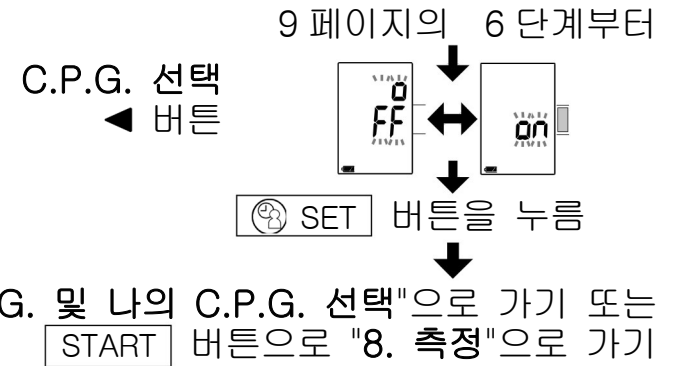 9 페이지의 6 단계부터
C.P.G. 선택
◀ 버튼
o
FF
on
SET 버튼을 누름
G. 및 나의 C.P.G. 선택"으로 가기 또는
START 버튼으로 "8. 측정"으로 가기